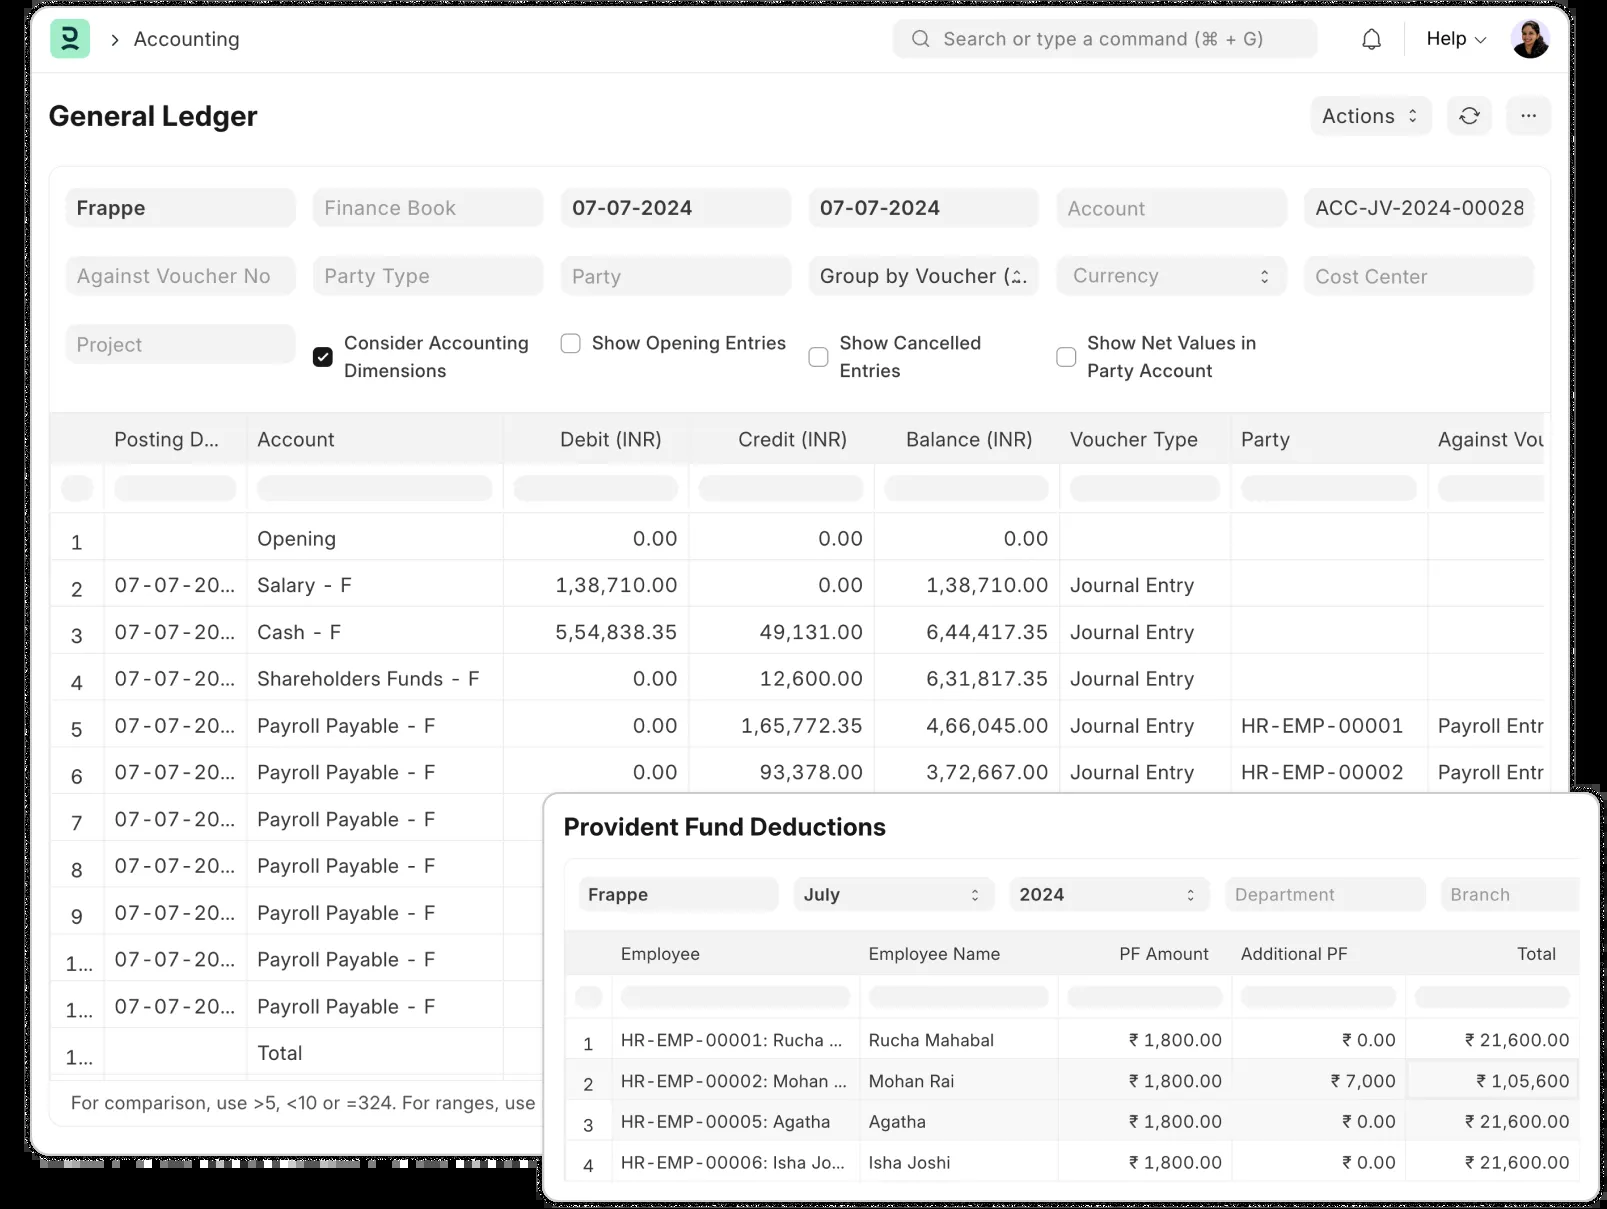 Accounting
Search or type a command (⌘ + G)
Help
General Ledger
Actions
Frappe Finance Book 07-07-2024 07-07-2024 Account ACC-JV-2024-00028
Against Voucher No Party Type Party Group by Voucher (... Currency Cost Center
Project Consider Accounting Dimensions Show Opening Entries Show Cancelled Entries Show Net Values in Party Account
Posting D... Account Debit (INR) Credit (INR) Balance (INR) Voucher Type Party Against Vou
1 Opening 0.00 0.00 0.00
2 07-07-20... Salary - F 1,38,710.00 0.00 1,38,710.00 Journal Entry
3 07-07-20... Cash - F 5,54,838.35 49,131.00 6,44,417.35 Journal Entry
4 07-07-20... Shareholders Funds - F 0.00 12,600.00 6,31,817.35 Journal Entry
5 07-07-20... Payroll Payable - F 0.00 1,65,772.35 4,66,045.00 Journal Entry HR-EMP-00001 Payroll Entr
6 07-07-20... Payroll Payable - F 0.00 93,378.00 3,72,667.00 Journal Entry HR-EMP-00002 Payroll Entr
7 07-07-20... Payroll Payable - F
8 07-07-20... Payroll Payable - F
9 07-07-20... Payroll Payable - F
1... 07-07-20... Payroll Payable - F
1... 07-07-20... Payroll Payable - F
1... Total
For comparison, use >5, <10 or =324. For ranges, use
Provident Fund Deductions
Frappe July 2024 Department Branch
Employee Employee Name PF Amount Additional PF Total
1 HR-EMP-00001: Rucha ... Rucha Mahabal ₹ 1,800.00 ₹ 0.00 ₹ 21,600.00
2 HR-EMP-00002: Mohan ... Mohan Rai ₹ 1,800.00 ₹ 7,000 ₹ 1,05,600
3 HR-EMP-00005: Agatha Agatha ₹ 1,800.00 ₹ 0.00 ₹ 21,600.00
4 HR-EMP-00006: Isha Jo... Isha Joshi ₹ 1,800.00 ₹ 0.00 ₹ 21,600.00